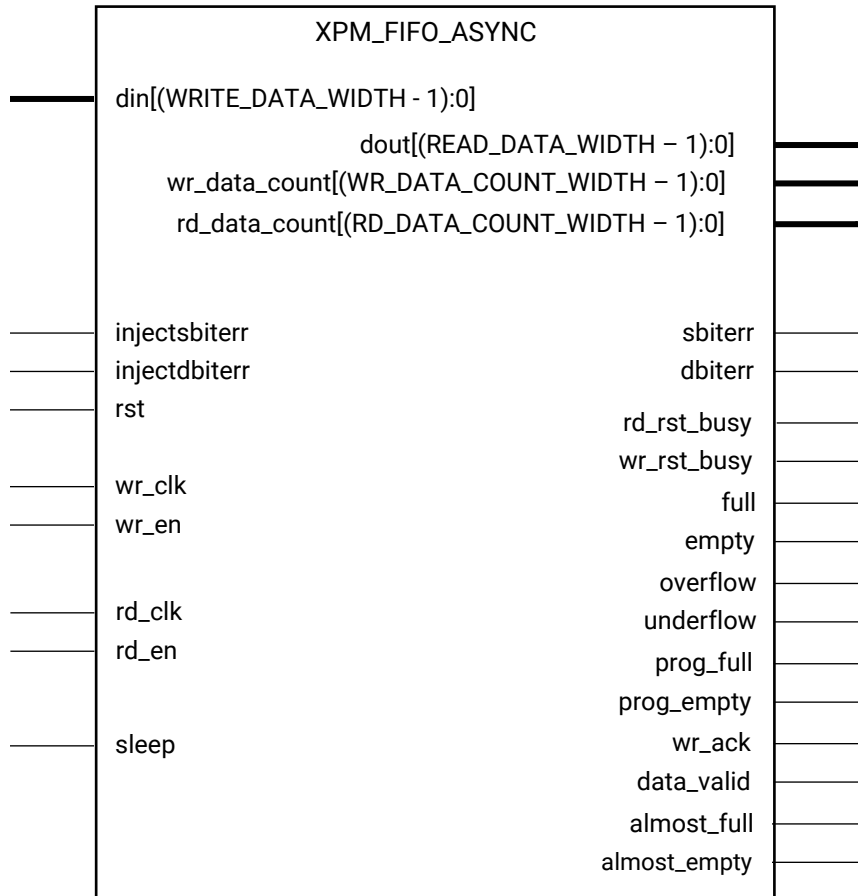 XPM_FIFO_ASYNC
din[(WRITE_DATA_WIDTH - 1):0]
dout[(READ_DATA_WIDTH – 1):0]
wr_data_count[(WR_DATA_COUNT_WIDTH – 1):0]
rd_data_count[(RD_DATA_COUNT_WIDTH – 1):0]
injectsbiterr
sbiterr
injectdbiterr
dbiterr
rst
rd_rst_busy
wr_rst_busy
wr_clk
full
wr_en
empty
overflow
rd_clk
underflow
rd_en
prog_full
prog_empty
sleep
wr_ack
data_valid
almost_full
almost_empty